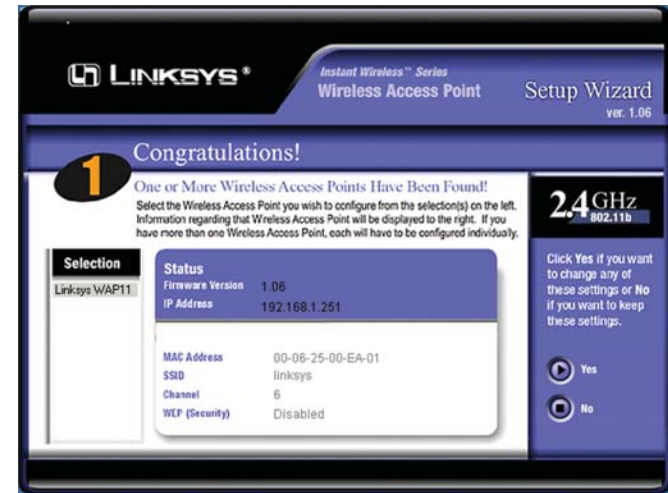 LINKSYS®
Instant Wireless™ Series
Wireless Access Point
Setup Wizard
ver. 1.06
1
Congratulations!
One or More Wireless Access Points Have Been Found!
Select the Wireless Access Point you wish to configure from the selection(s) on the left.
Information regarding that Wireless Access Point will be displayed to the right. If you
have more than one Wireless Access Point, each will have to be configured individually.
2.4GHz
802.11b
Selection
Linksys WAP11
Status
Firmware Version 1.06
IP Address 192.168.1.251
MAC Address 00-06-25-00-EA-01
SSID linksys
Channel 6
WEP (Security) Disabled
Click Yes if you want
to change any of
these settings or No
if you want to keep
these settings.
Yes
No